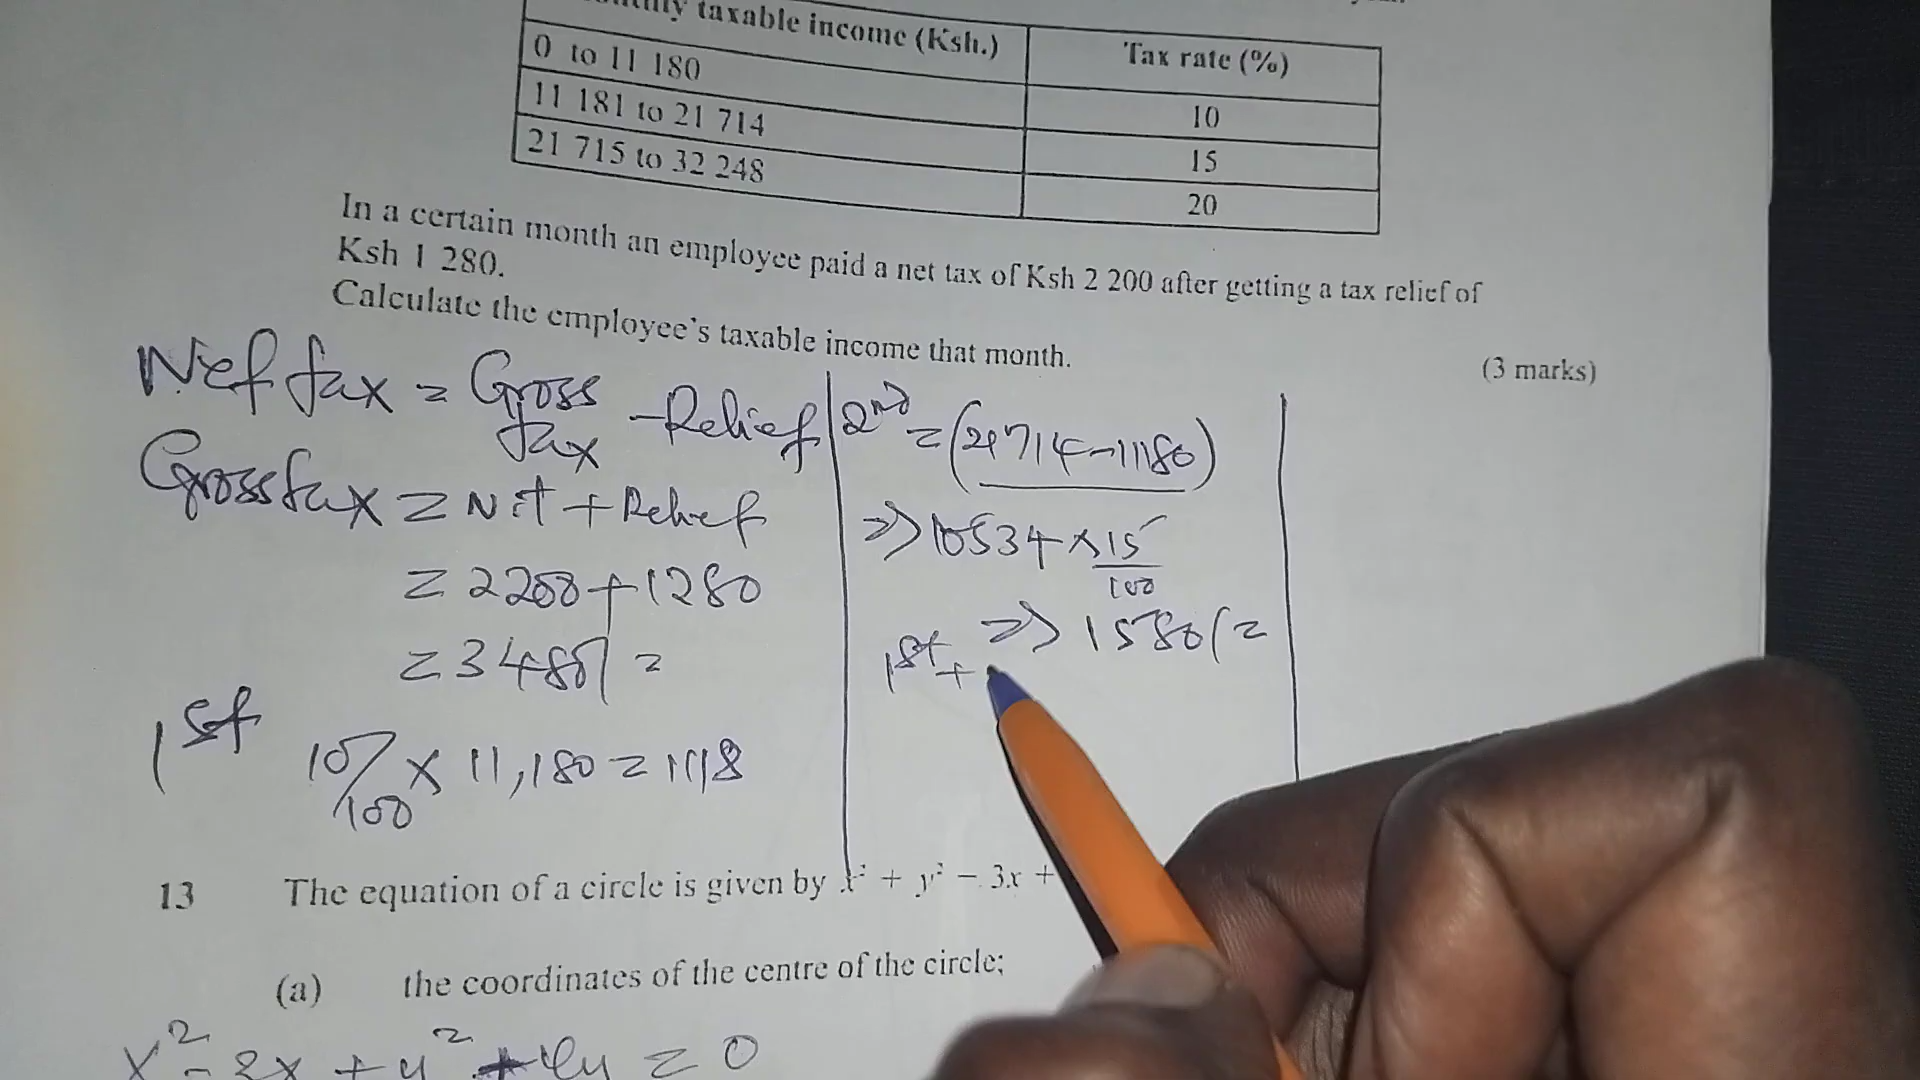 taxable income (Ksh.) Tax rate (%)
0 to 11 180 10
11 181 to 21 714 15
21 715 to 32 248 20
In a certain month an employee paid a net tax of Ksh 2 200 after getting a tax relief of
Ksh 1 280.
Calculate the employee's taxable income that month.
(3 marks)
Net tax = Gross tax - Relief
Gross tax = Net + Relief
= 2200 + 1280
= 3480/=
1st 10/100 × 11,180 = 1118
2nd = (21714-11180)
=> 10534 × 15/100
=> 1580/=
1st +
13 The equation of a circle is given by x² + y² - 3x +
(a) the coordinates of the centre of the circle;